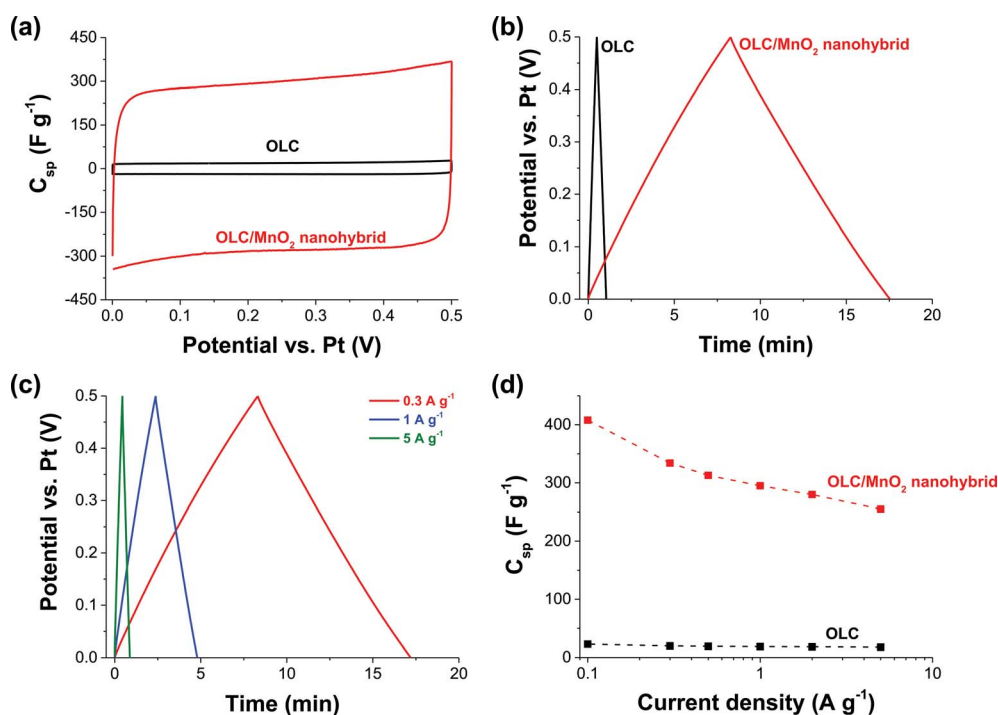 (a)
450
300
150
0
-150
-300
-450
C_sp (F g⁻¹)
OLC
OLC/MnO₂ nanohybrid
0.0 0.1 0.2 0.3 0.4 0.5
Potential vs. Pt (V)
(b)
0.5
0.4
0.3
0.2
0.1
0.0
Potential vs. Pt (V)
OLC
OLC/MnO₂ nanohybrid
0 5 10 15 20
Time (min)
(c)
0.5
0.4
0.3
0.2
0.1
0.0
Potential vs. Pt (V)
0.3 A g⁻¹
1 A g⁻¹
5 A g⁻¹
0 5 10 15 20
Time (min)
(d)
400
300
200
100
0
C_sp (F g⁻¹)
OLC/MnO₂ nanohybrid
OLC
0.1 1 10
Current density (A g⁻¹)